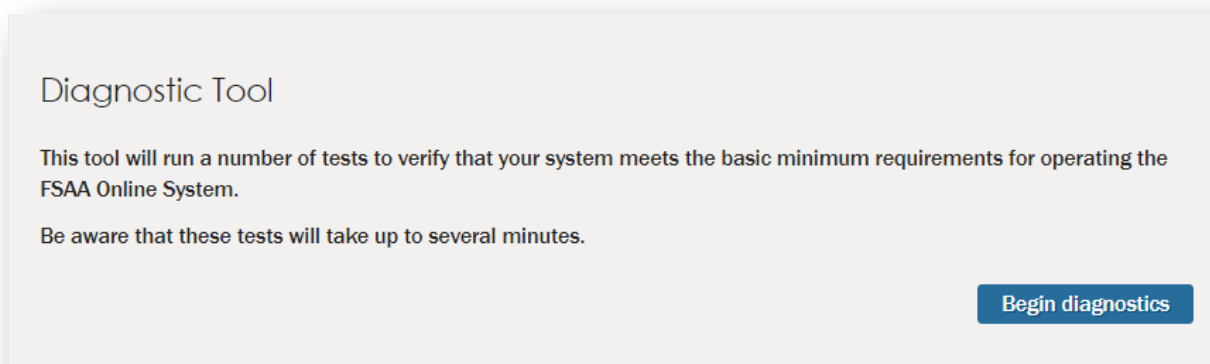 Diagnostic Tool
This tool will run a number of tests to verify that your system meets the basic minimum requirements for operating the
FSAA Online System.
Be aware that these tests will take up to several minutes.
Begin diagnostics